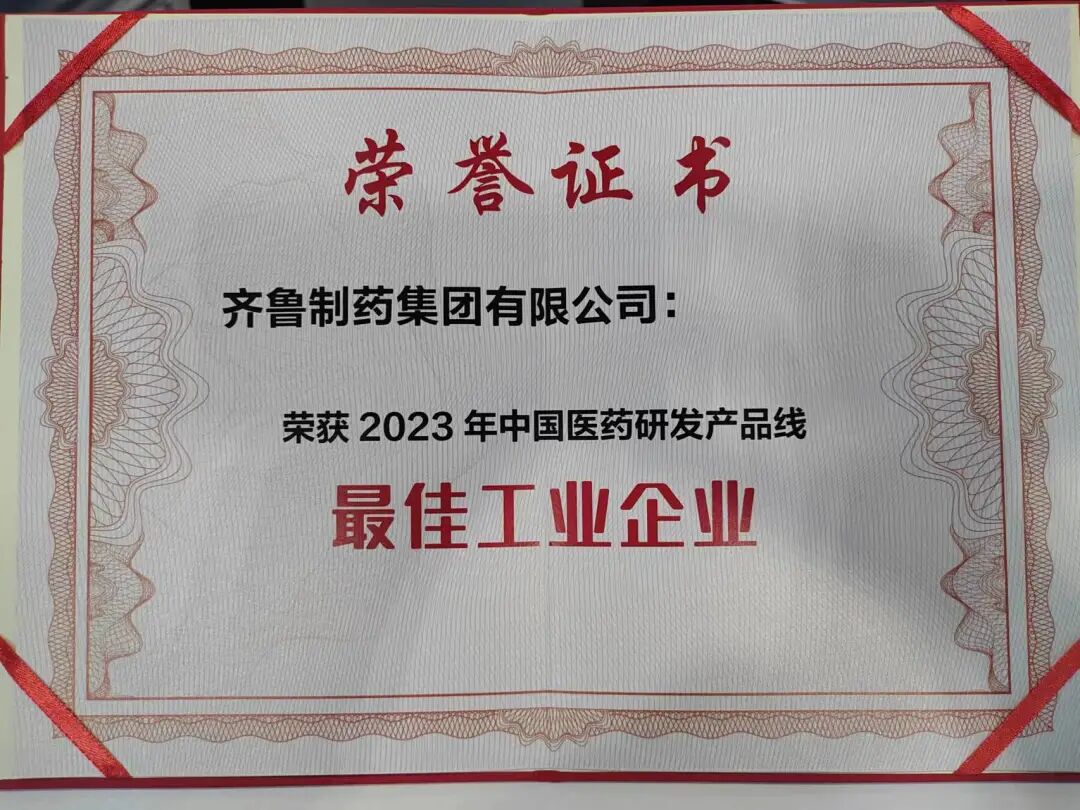 荣誉证书
齐鲁制药集团有限公司：
荣获 2023 年中国医药研发产品线
最佳工业企业